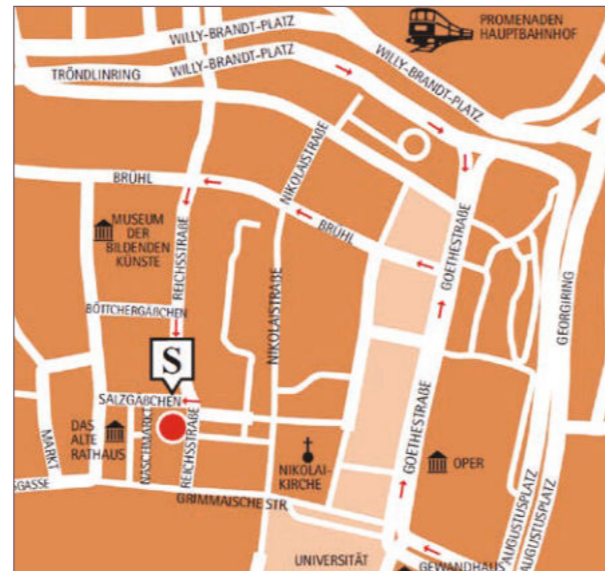 PROMENADEN
HAUPTBAHNHOF
WILLY-BRANDT-PLATZ
WILLY-BRANDT-PLATZ
TRÖNDLINRING
WILLY-BRANDT-PLATZ
BRÜHL
NIKOLAISTRAßE
MUSEUM
DER
BILDENDEN
KÜNSTE
REICHSSTRAßE
BRÜHL
GOETHESTRAßE
GEORGIRING
BÖTTCHERGÄßCHEN
NIKOLAISTRAßE
S
SALZGÄßCHEN
MARKT
DAS
ALTE
RATHAUS
NASCHMARKT
REICHSSTRAßE
NIKOLAI-
KIRCHE
GOETHESTRAßE
OPER
SGASSE
GRIMMAISCHE STR.
AUGUSTUSPLATZ
AUGUSTUSPLATZ
UNIVERSITÄT
GEWANDHAUS